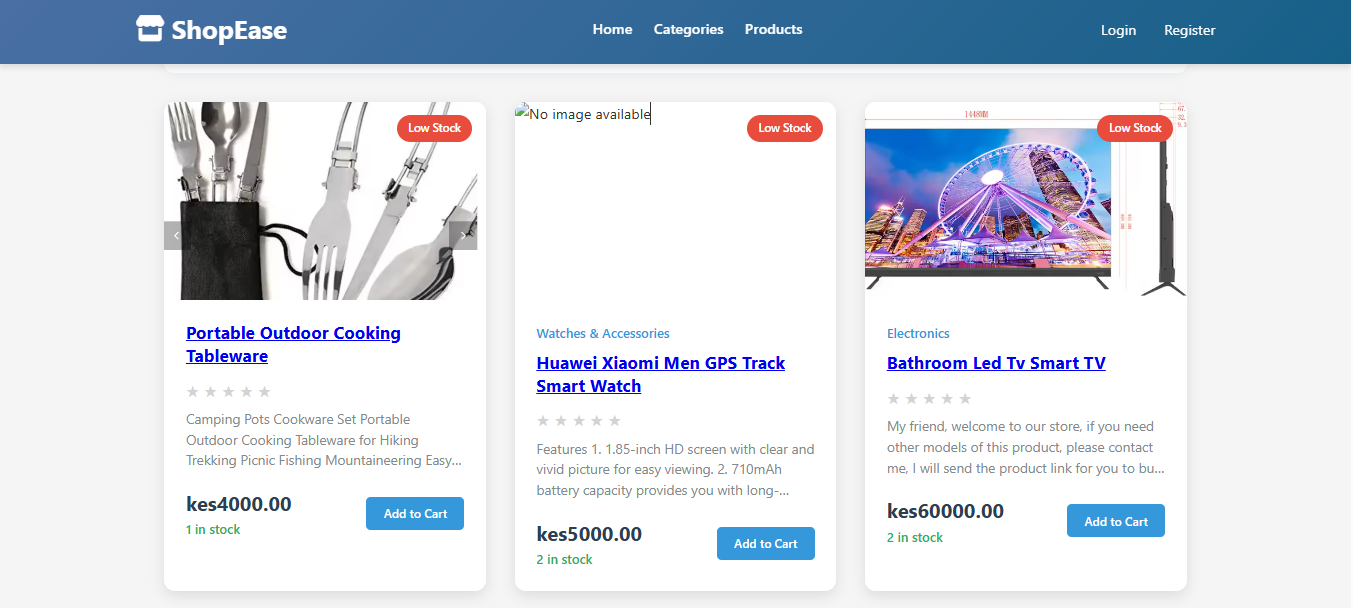 ShopEase
Home Categories Products
Login Register
Low Stock
Portable Outdoor Cooking
Tableware
Camping Pots Cookware Set Portable
Outdoor Cooking Tableware for Hiking
Trekking Picnic Fishing Mountaineering Easy...
kes4000.00
1 in stock
Add to Cart
No image available
Low Stock
Watches & Accessories
Huawei Xiaomi Men GPS Track
Smart Watch
Features 1. 1.85-inch HD screen with clear and
vivid picture for easy viewing. 2. 710mAh
battery capacity provides you with long-...
kes5000.00
2 in stock
Add to Cart
1448MM
Low Stock
Electronics
Bathroom Led Tv Smart TV
My friend, welcome to our store, if you need
other models of this product, please contact
me, I will send the product link for you to bu...
kes60000.00
2 in stock
Add to Cart